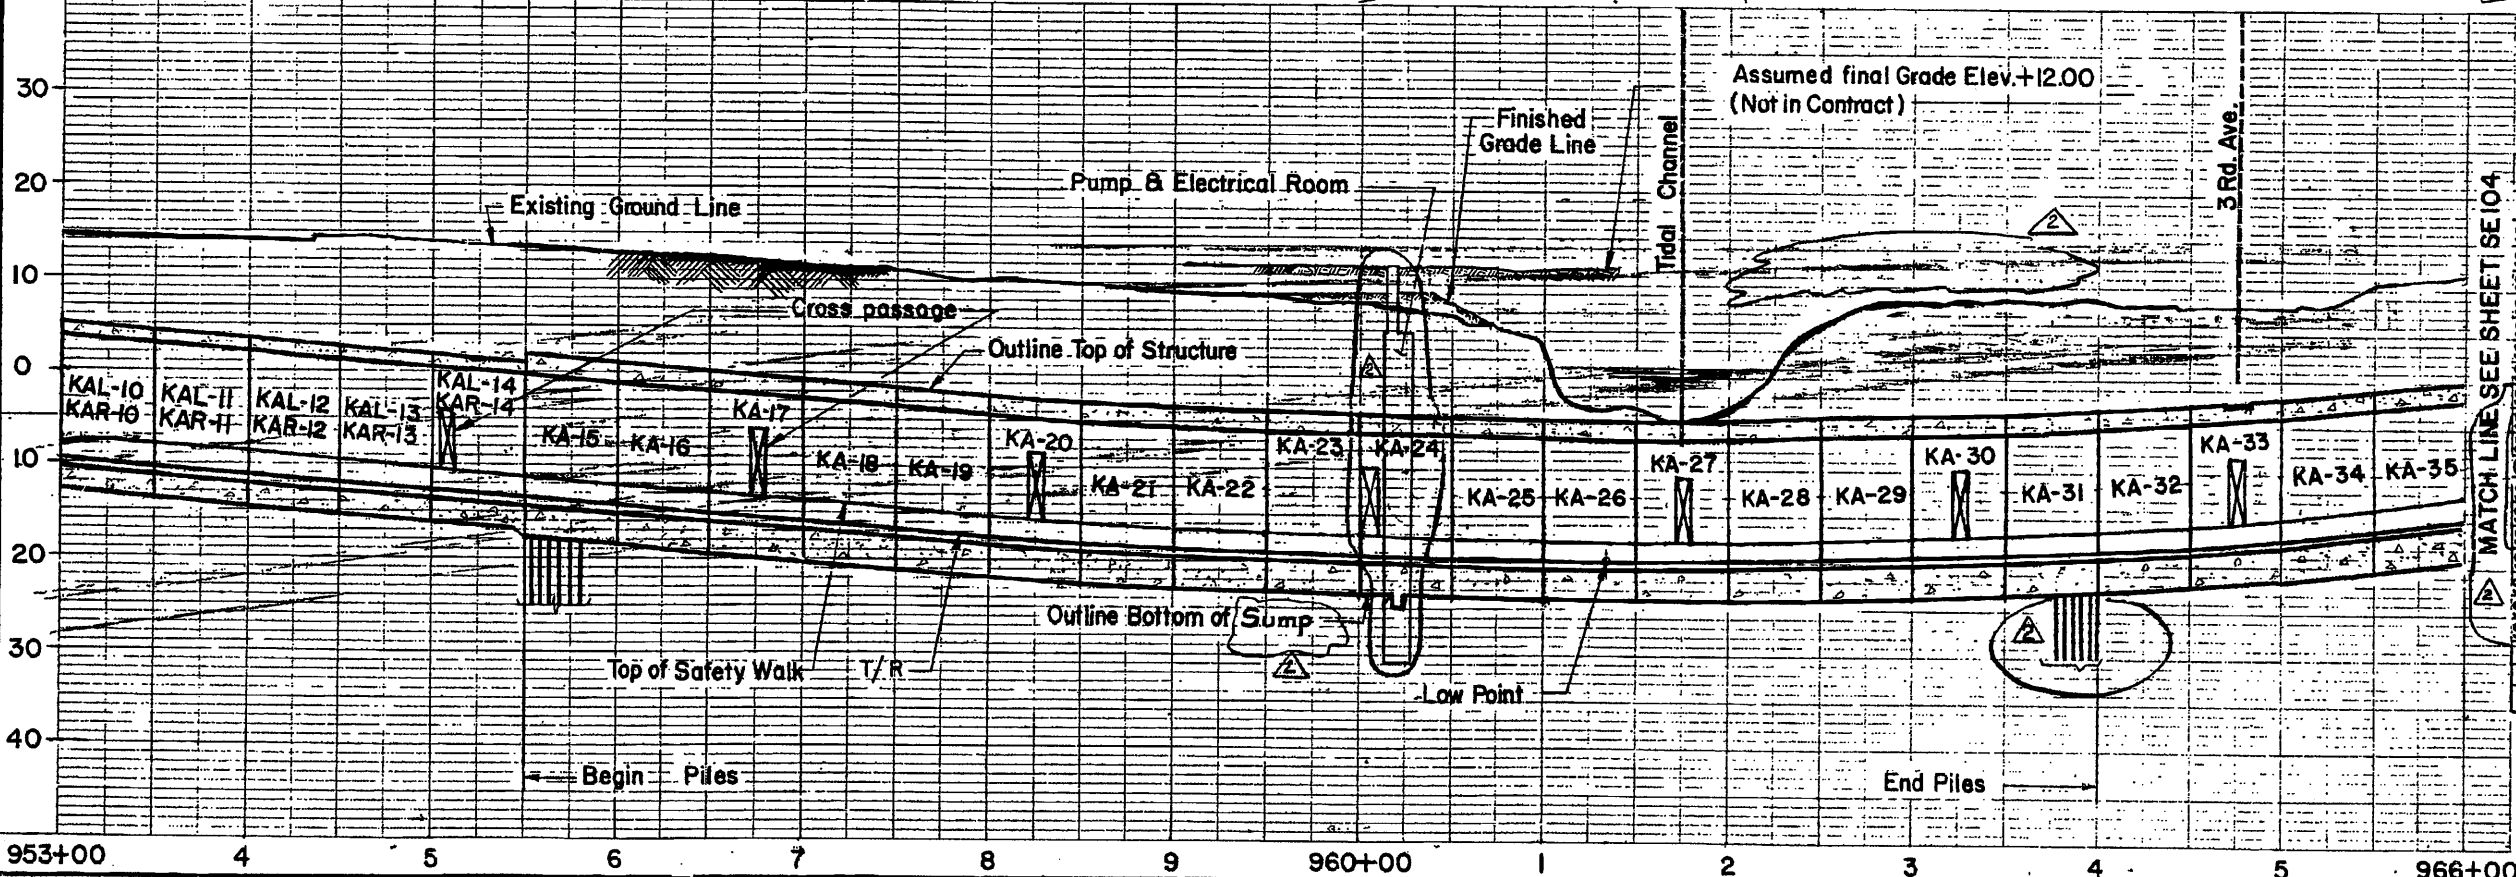 30
20
10
0
10
20
30
40
Assumed final Grade Elev.+12.00
(Not in Contract)
Finished
Grade Line
Tidal Channel
3Rd. Ave.
Pump & Electrical Room
Existing Ground Line
2
Cross passage
Outline Top of Structure
2
KAL-10
KAR-10
KAL-11
KAR-11
KAL-12
KAR-12
KAL-13
KAR-13
KAL-14
KAR-14
KA-15
KA-16
KA-17
KA-18
KA-19
KA-20
KA-21
KA-22
KA-23
KA-24
KA-25
KA-26
KA-27
KA-28
KA-29
KA-30
KA-31
KA-32
KA-33
KA-34
KA-35
MATCH LINE SEE SHEET SE104
2
Outline Bottom of Sump
2
2
Top of Safety Walk
T/R
Low Point
Begin Piles
End Piles
953+00
4
5
6
7
8
9
960+00
1
2
3
4
5
966+00